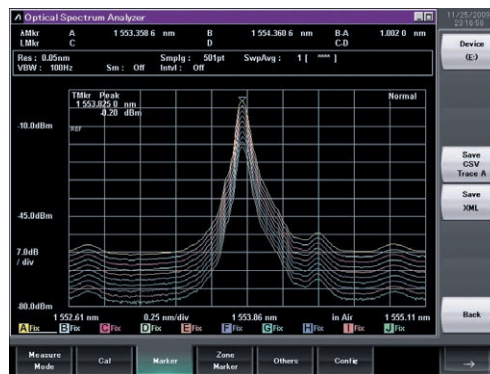 Optical Spectrum Analyzer
11/25/2009
23:16:58
λMkr A 1 553.358 6 nm B 1 554.360 6 nm B-A 1.002 0 nm
LMkr C D C-D
Res : 0.05nm Smplg : 501pt SwpAvg : 1 [ **** ]
VBW : 100Hz Sm : Off Intvl : Off
TMkr Peak Normal
1 553.825 0 nm
-0.20 dBm
-10.0dBm
REF
-45.0dBm
7.0dB
/ div
-80.0dBm
1 552.61 nm 0.25 nm/div 1 553.86 nm in Air 1 555.11 nm
A Fix B Fix C Fix D Fix E Fix F Fix G Fix H Fix I Fix J Fix
Measure Mode
Cal
Marker
Zone Marker
Others
Config
→
Device
(E:)
Save
CSV
Trace A
Save
XML
Back